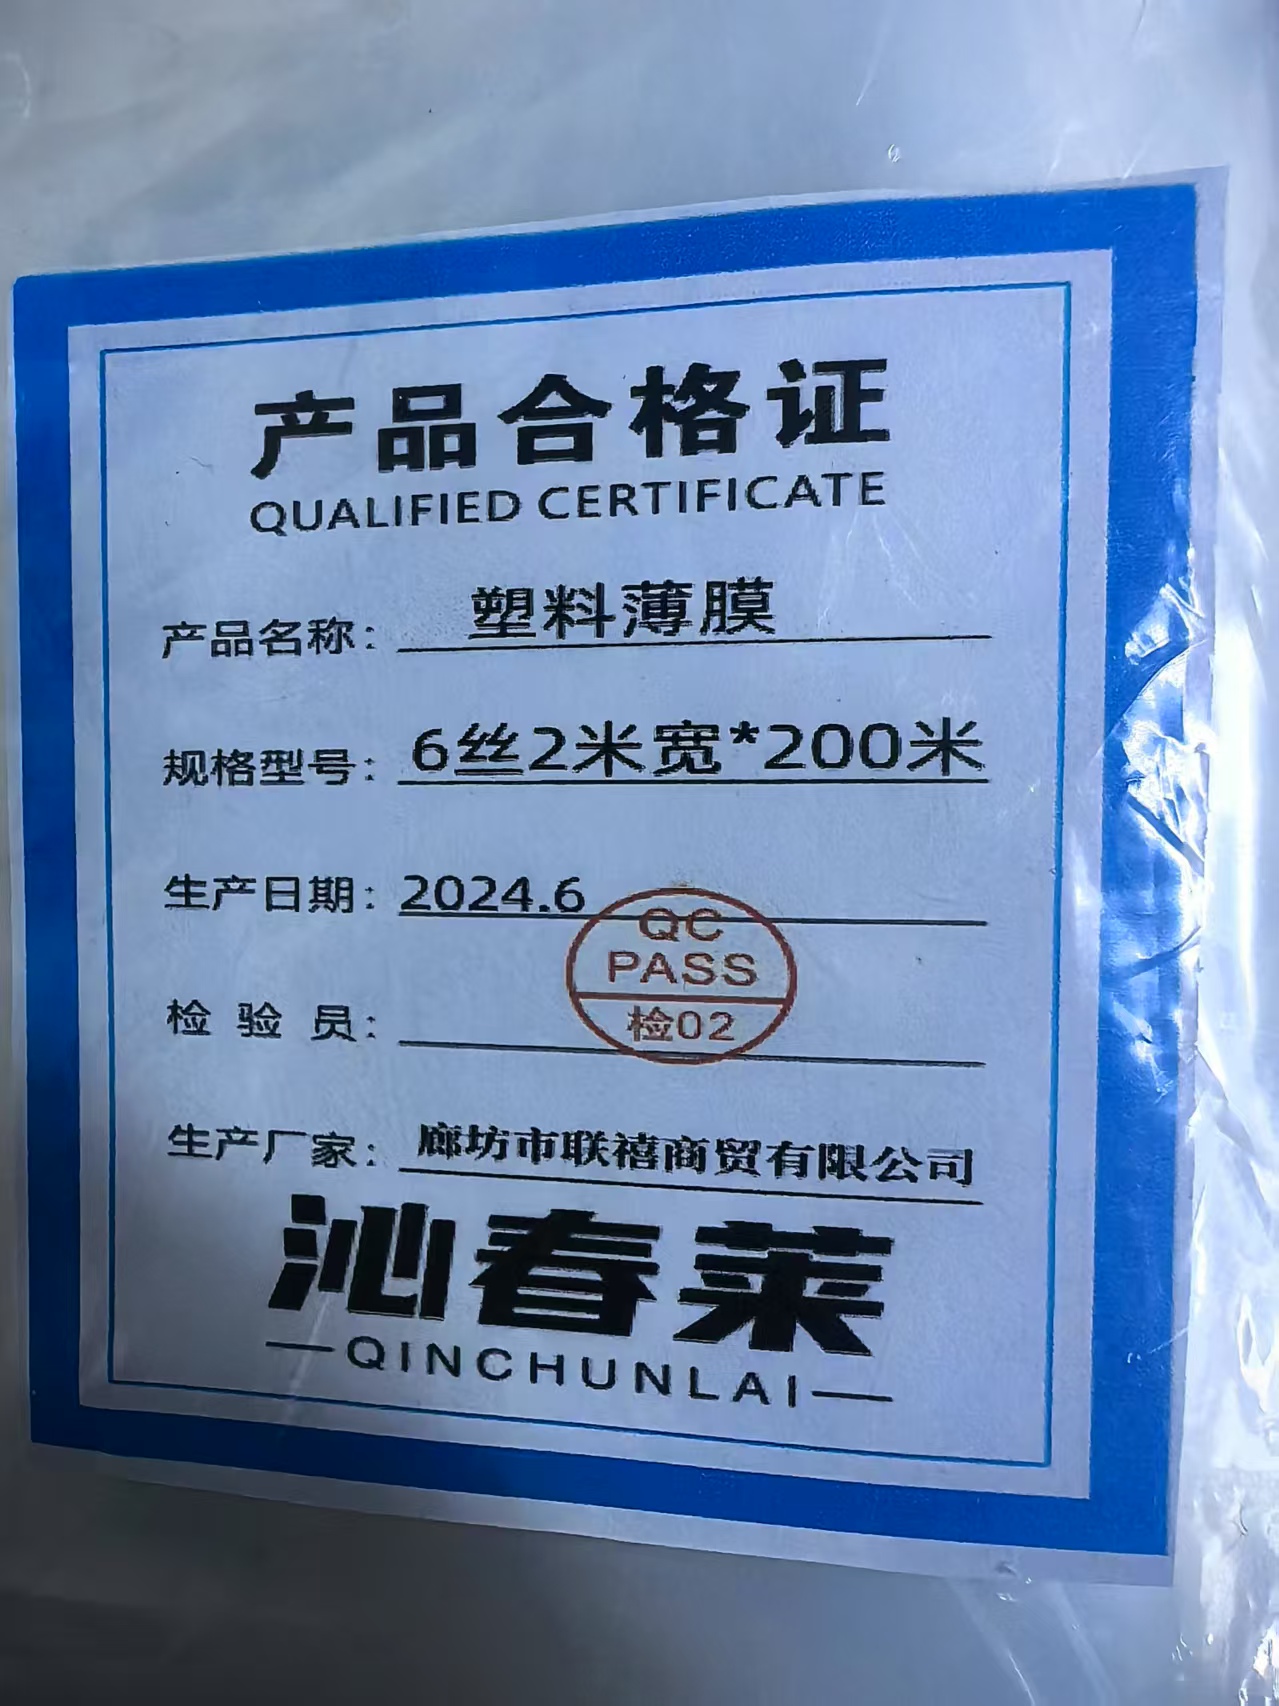 产品合格证
QUALIFIED CERTIFICATE
产品名称： 塑料薄膜
规格型号： 6丝2米宽*200米
生产日期： 2024.6
QC
PASS
检验员：
检02
生产厂家： 廊坊市联禧商贸有限公司
沁春莱
—QINCHUNLAI—